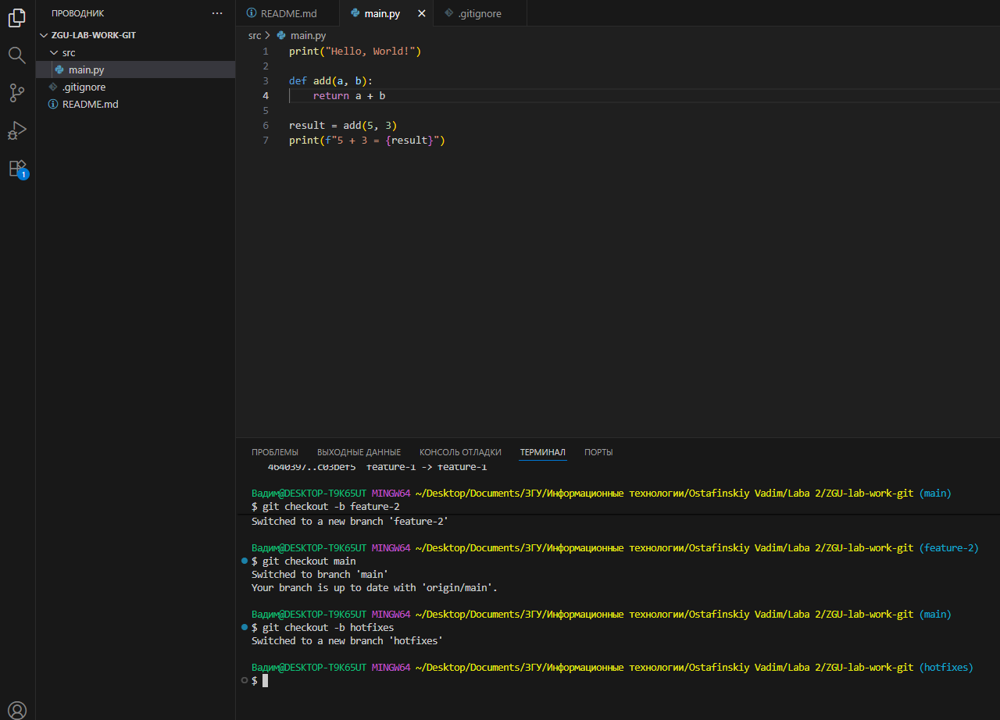 ПРОВОДНИК
ZGU-LAB-WORK-GIT
src
main.py
.gitignore
README.md
1
README.md
main.py
.gitignore
src > main.py
1 print("Hello, World!")
2
3 def add(a, b):
4 return a + b
5
6 result = add(5, 3)
7 print(f"5 + 3 = {result}")
ПРОБЛЕМЫ ВЫХОДНЫЕ ДАННЫЕ КОНСОЛЬ ОТЛАДКИ ТЕРМИНАЛ ПОРТЫ
4640397..c03bef5 feature-1 -> feature-1
Вадим@DESKTOP-T9K65UT MINGW64 ~/Desktop/Documents/ЗГУ/Информационные технологии/Ostafinskiy Vadim/Laba 2/ZGU-lab-work-git (main)
$ git checkout -b feature-2
Switched to a new branch 'feature-2'
Вадим@DESKTOP-T9K65UT MINGW64 ~/Desktop/Documents/ЗГУ/Информационные технологии/Ostafinskiy Vadim/Laba 2/ZGU-lab-work-git (feature-2)
$ git checkout main
Switched to branch 'main'
Your branch is up to date with 'origin/main'.
Вадим@DESKTOP-T9K65UT MINGW64 ~/Desktop/Documents/ЗГУ/Информационные технологии/Ostafinskiy Vadim/Laba 2/ZGU-lab-work-git (main)
$ git checkout -b hotfixes
Switched to a new branch 'hotfixes'
Вадим@DESKTOP-T9K65UT MINGW64 ~/Desktop/Documents/ЗГУ/Информационные технологии/Ostafinskiy Vadim/Laba 2/ZGU-lab-work-git (hotfixes)
$